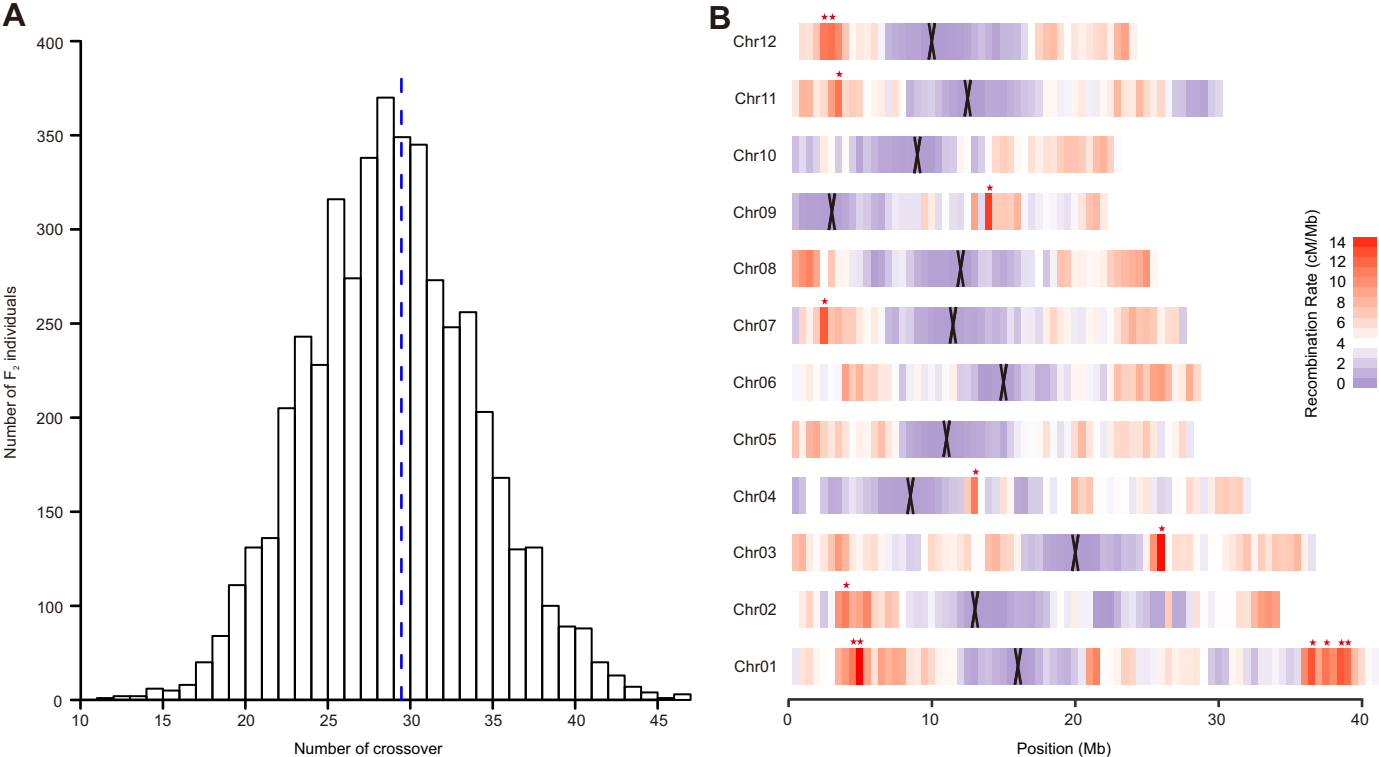 A
400
350
300
250
200
150
100
50
0
10 15 20 25 30 35 40 45
Number of F₂ individuals
Number of crossover
B
Chr12
Chr11
Chr10
Chr09
Chr08
Chr07
Chr06
Chr05
Chr04
Chr03
Chr02
Chr01
0 10 20 30 40
Position (Mb)
Recombination Rate (cM/Mb)
14
12
10
8
6
4
2
0